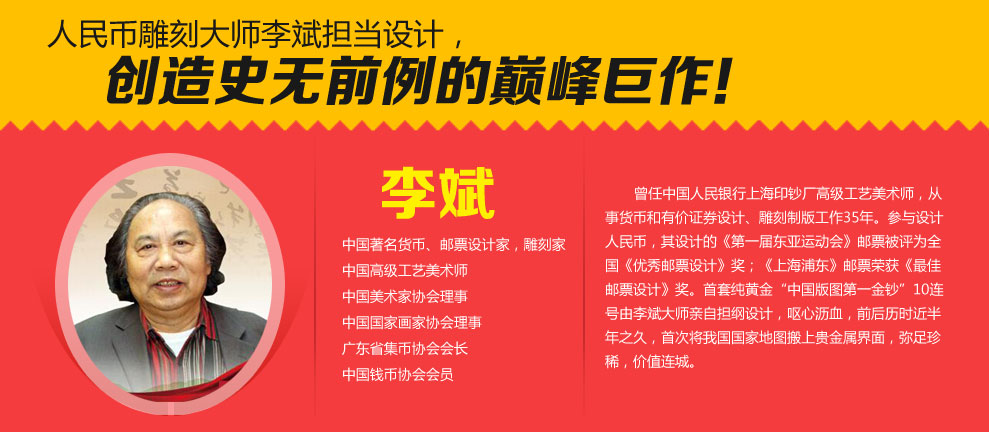 人民币雕刻大师李斌担当设计，
创造史无前例的巅峰巨作！
李斌
中国著名货币、邮票设计家，雕刻家
中国高级工艺美术师
中国美术家协会理事
中国国家画家协会理事
广东省集币协会会长
中国钱币协会会员
曾任中国人民银行上海印钞厂高级工艺美术师，从
事货币和有价证券设计、雕刻制版工作35年。参与设计
人民币，其设计的《第一届东亚运动会》邮票被评为全
国《优秀邮票设计》奖；《上海浦东》邮票荣获《最佳
邮票设计》奖。首套纯黄金“中国版图第一金钞”10连
号由李斌大师亲自担纲设计，呕心沥血，前后历时近半
年之久，首次将我国国家地图搬上贵金属界面，弥足珍
稀，价值连城。